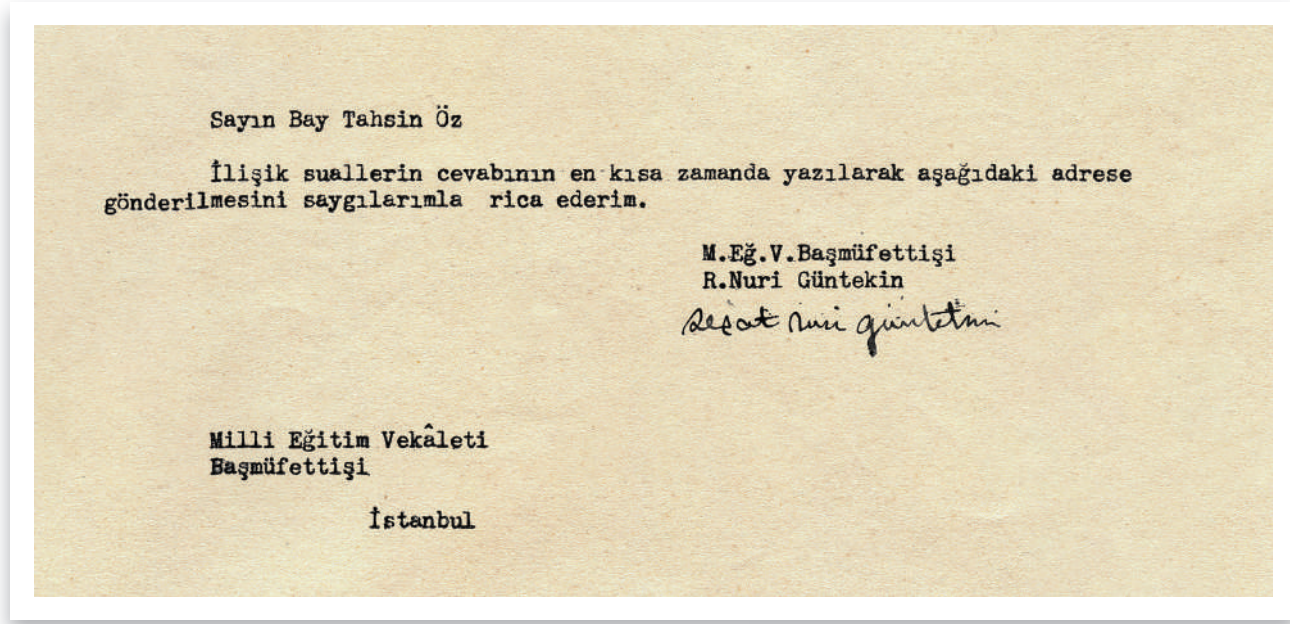 Sayın Bay Tahsin Öz
İlişik suallerin cevabının en kısa zamanda yazılarak aşağıdaki adrese
gönderilmesini saygılarımla rica ederim.
M.Eğ.V.Başmüfettişi
R.Nuri Güntekin
Reşat Nuri Güntekin
Milli Eğitim Vekâleti
Başmüfettişi
İstanbul